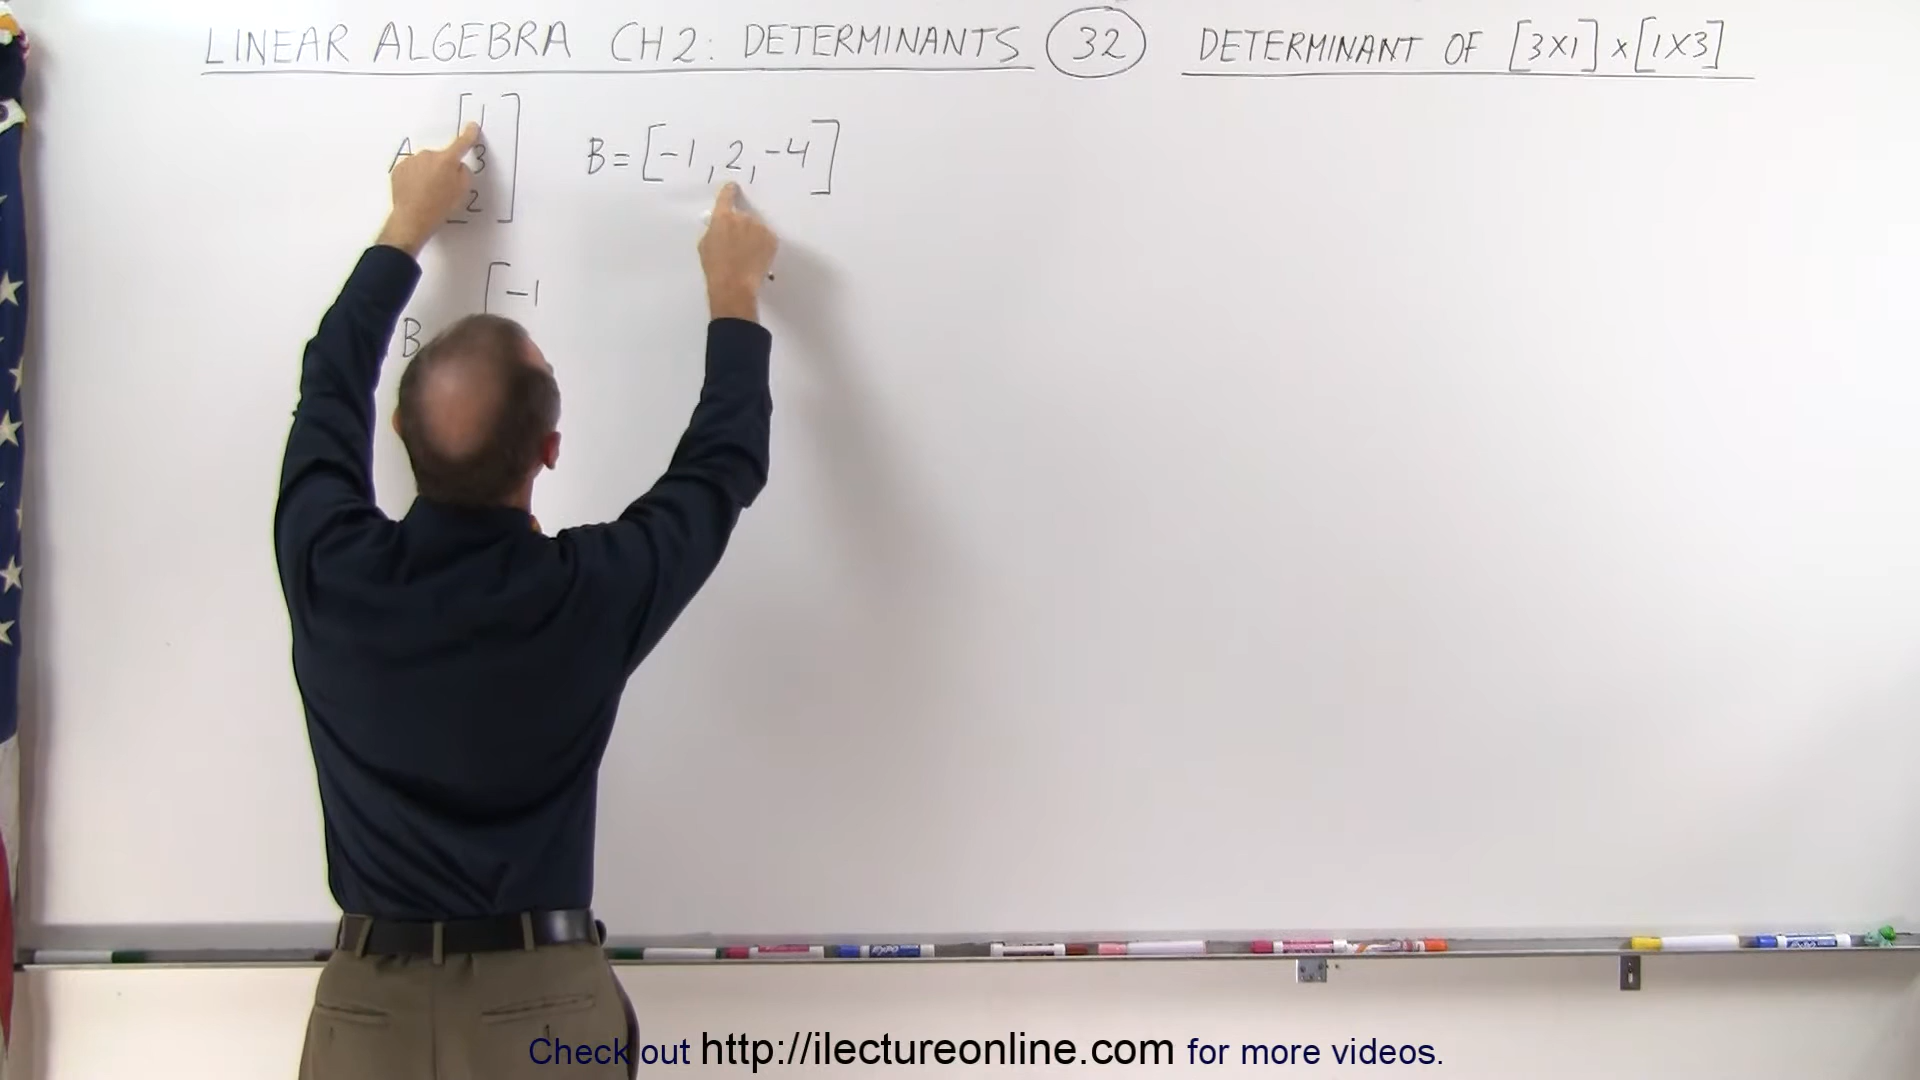 LINEAR ALGEBRA CH2: DETERMINANTS 32 DETERMINANT OF [3X1] x [1X3]
A 1
3
2
B = [-1, 2, -4]
[-1
B
Check out http://ilectureonline.com for more videos.